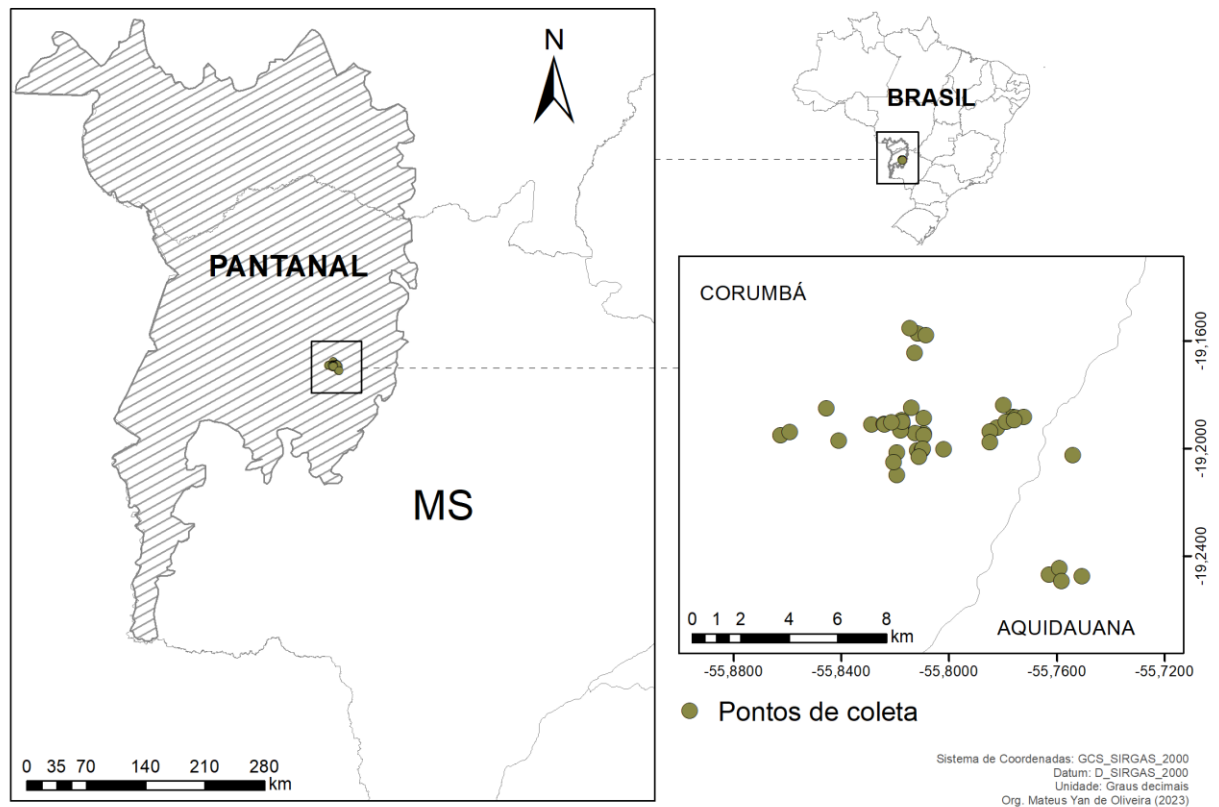 N
PANTANAL
MS
0 35 70 140 210 280
km
BRASIL
CORUMBÁ
AQUIDAUANA
0 1 2 4 6 8
km
-19,1600
-19,2000
-19,2400
-55,8800 -55,8400 -55,8000 -55,7600 -55,7200
Pontos de coleta
Sistema de Coordenadas: GCS_SIRGAS_2000
Datum: D_SIRGAS_2000
Unidade: Graus decimais
Org. Mateus Yan de Oliveira (2023)